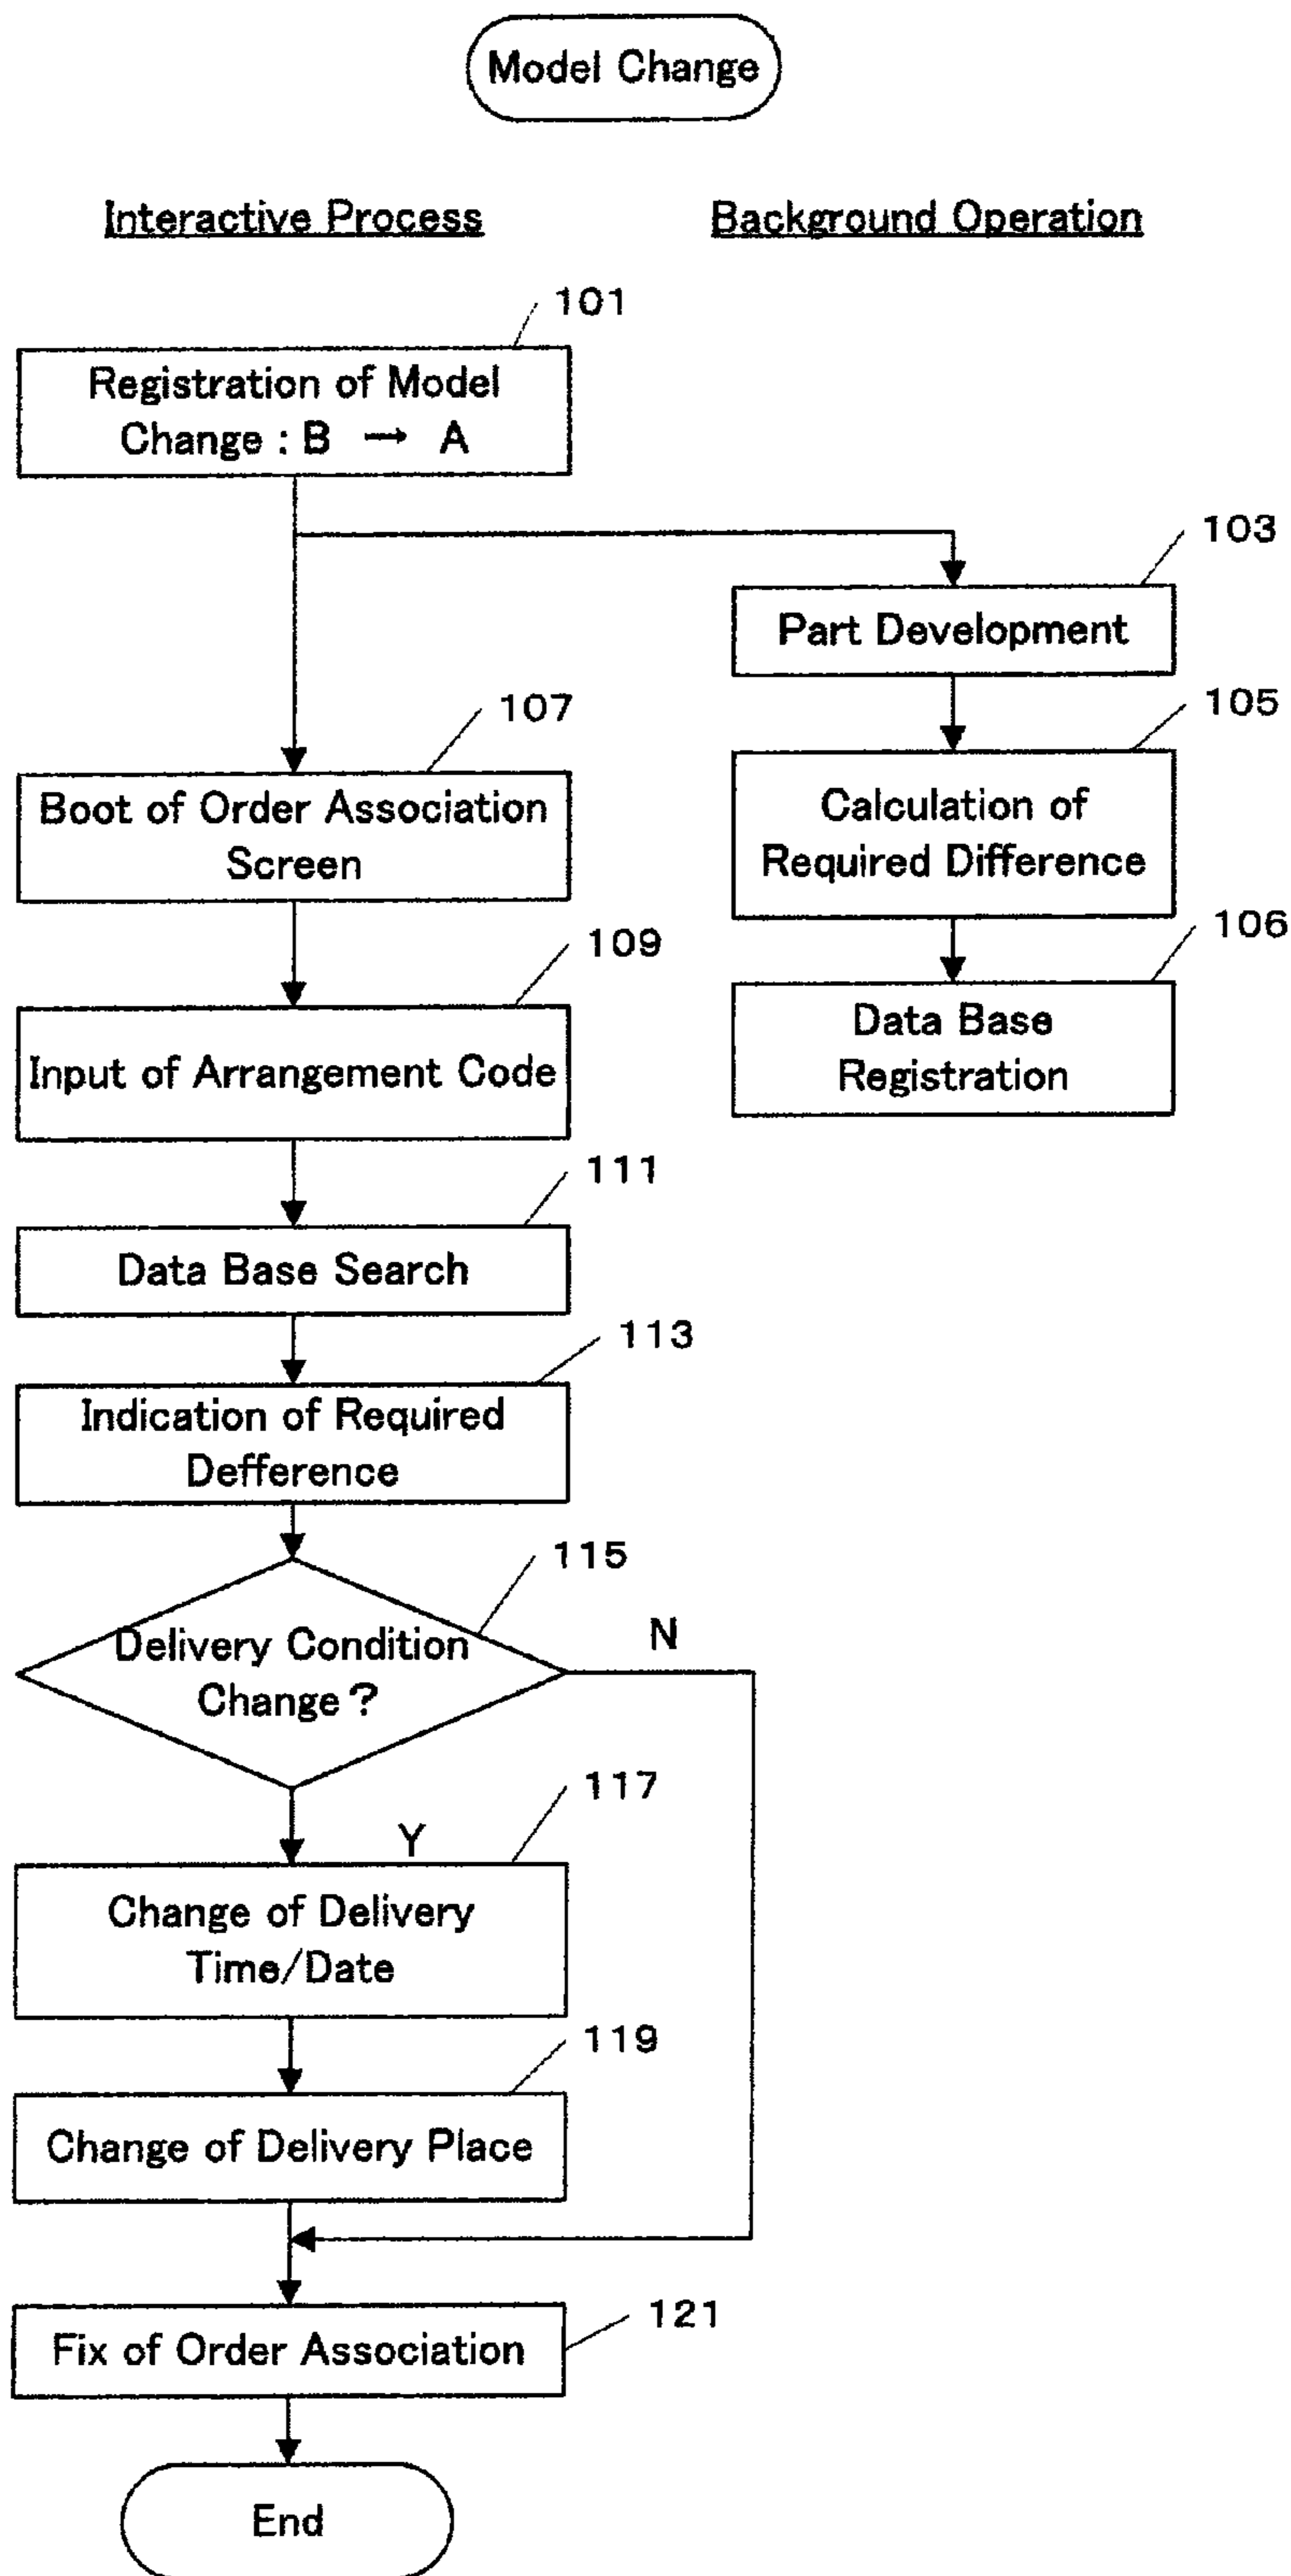 Model Change
Interactive Process
Background Operation
101
Registration of Model
Change : B → A
103
Part Development
107
Boot of Order Association
Screen
105
Calculation of
Required Difference
109
Input of Arrangement Code
106
Data Base
Registration
111
Data Base Search
113
Indication of Required
Defference
115
Delivery Condition
Change ?
N
Y
117
Change of Delivery
Time/Date
119
Change of Delivery Place
121
Fix of Order Association
End